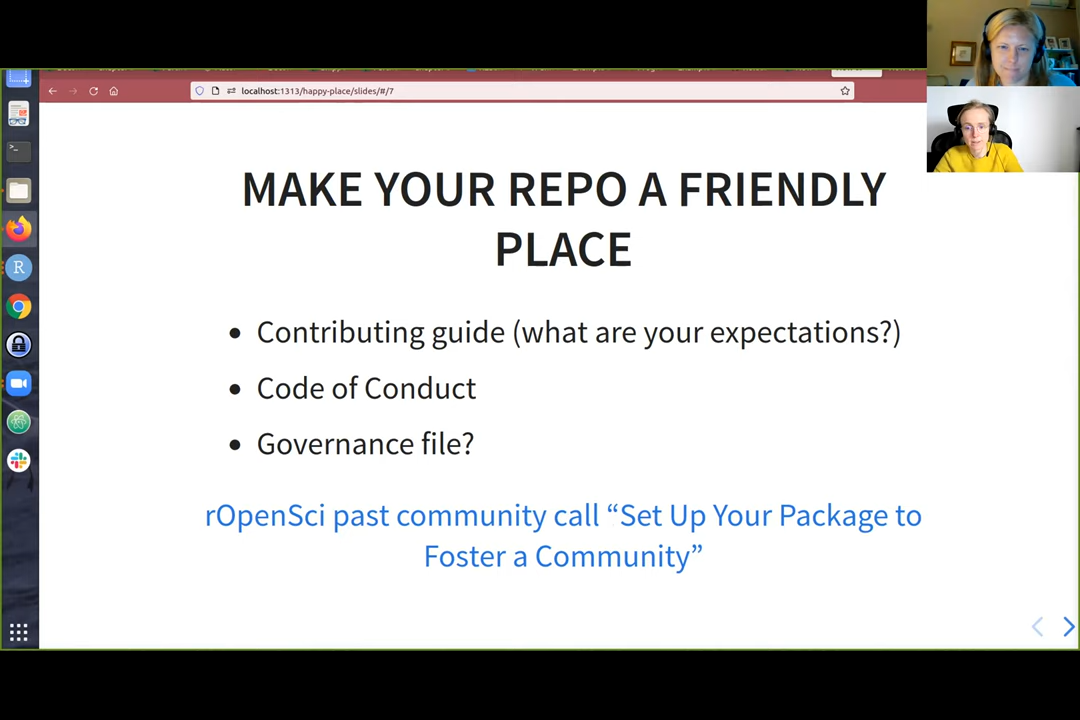 localhost:1313/happy-place/slides/#/7
MAKE YOUR REPO A FRIENDLY
PLACE
Contributing guide (what are your expectations?)
Code of Conduct
Governance file?
rOpenSci past community call “Set Up Your Package to
Foster a Community”
R